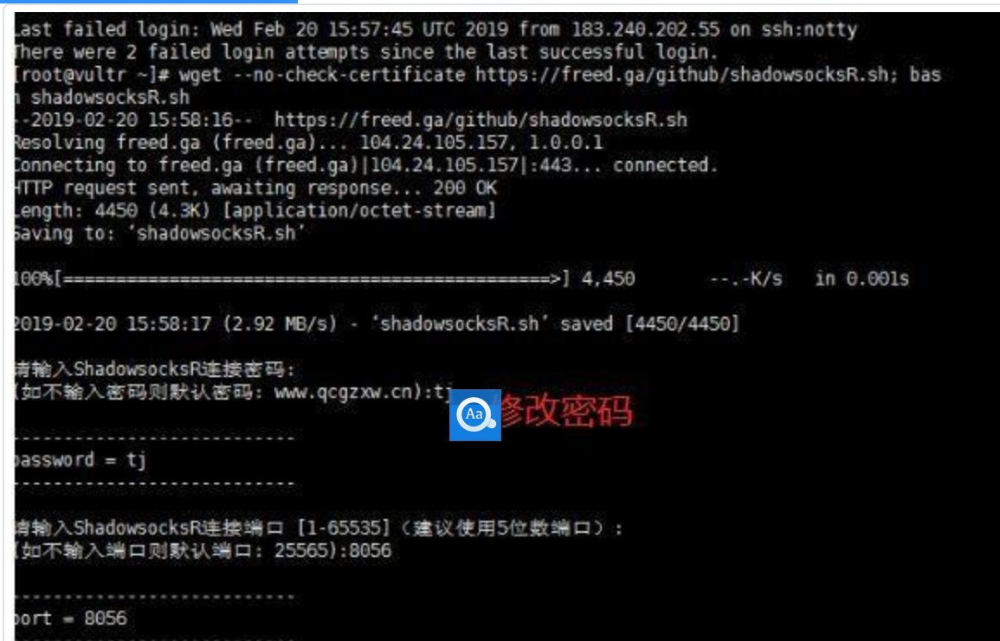 Last failed login: Wed Feb 20 15:57:45 UTC 2019 from 183.240.202.55 on ssh:notty
There were 2 failed login attempts since the last successful login.
[root@vultr ~]# wget --no-check-certificate https://freed.ga/github/shadowsocksR.sh; bas
h shadowsocksR.sh
--2019-02-20 15:58:16--  https://freed.ga/github/shadowsocksR.sh
Resolving freed.ga (freed.ga)... 104.24.105.157, 1.0.0.1
Connecting to freed.ga (freed.ga)|104.24.105.157|:443... connected.
HTTP request sent, awaiting response... 200 OK
Length: 4450 (4.3K) [application/octet-stream]
Saving to: ‘shadowsocksR.sh’
100%[==============================================>] 4,450       --.-K/s   in 0.001s
2019-02-20 15:58:17 (2.92 MB/s) - ‘shadowsocksR.sh’ saved [4450/4450]
请输入ShadowsocksR连接密码:
(如不输入密码则默认密码: www.qcgzxw.cn):tj
Aa
修改密码
---------------------------
password = tj
---------------------------
请输入ShadowsocksR连接端口 [1-65535] (建议使用5位数端口) :
(如不输入端口则默认端口: 25565):8056
---------------------------
port = 8056
---------------------------